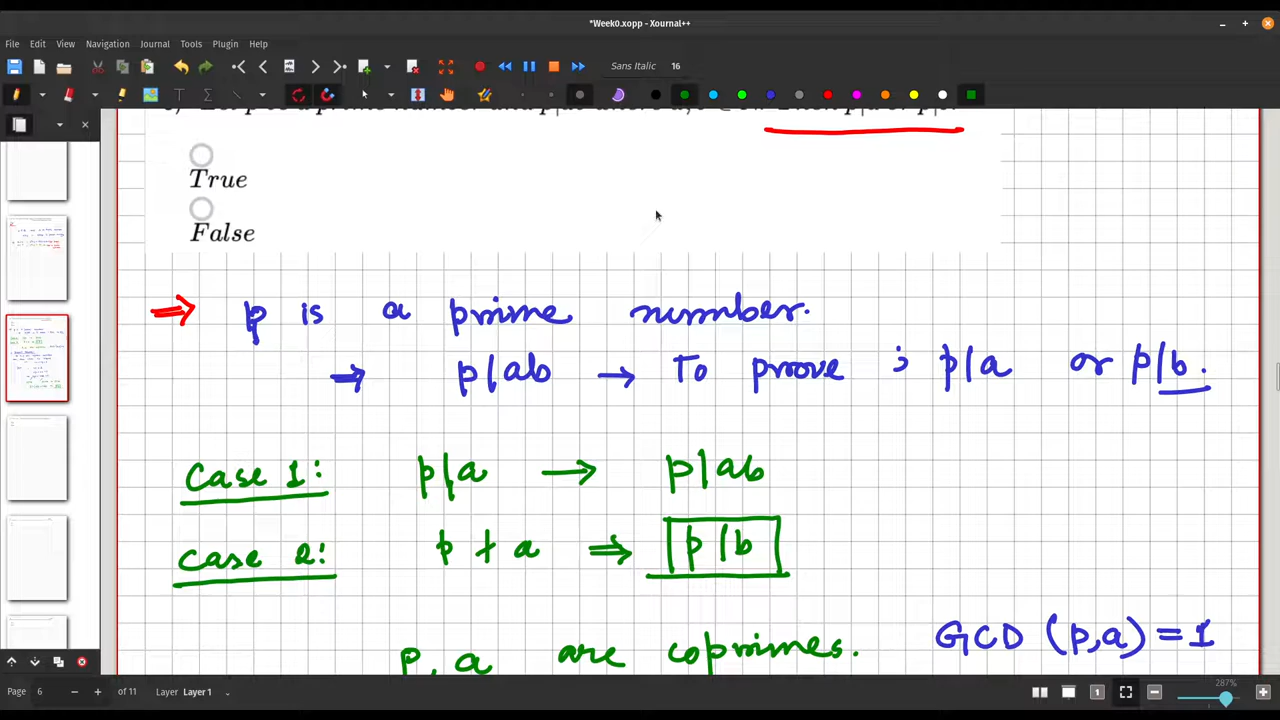 *Week0.xopp - Xournal++
File Edit View Navigation Journal Tools Plugin Help
Sans Italic 16
True
False
⇒ p is a prime number.
→ p|ab → To prove ; p|a or p|b.
Case 1: p|a → p|ab
Case 2: p ∤ a ⇒ p|b
GCD (p,a) = 1
p, a are coprimes.
Page 6 of 11 Layer Layer 1 287%